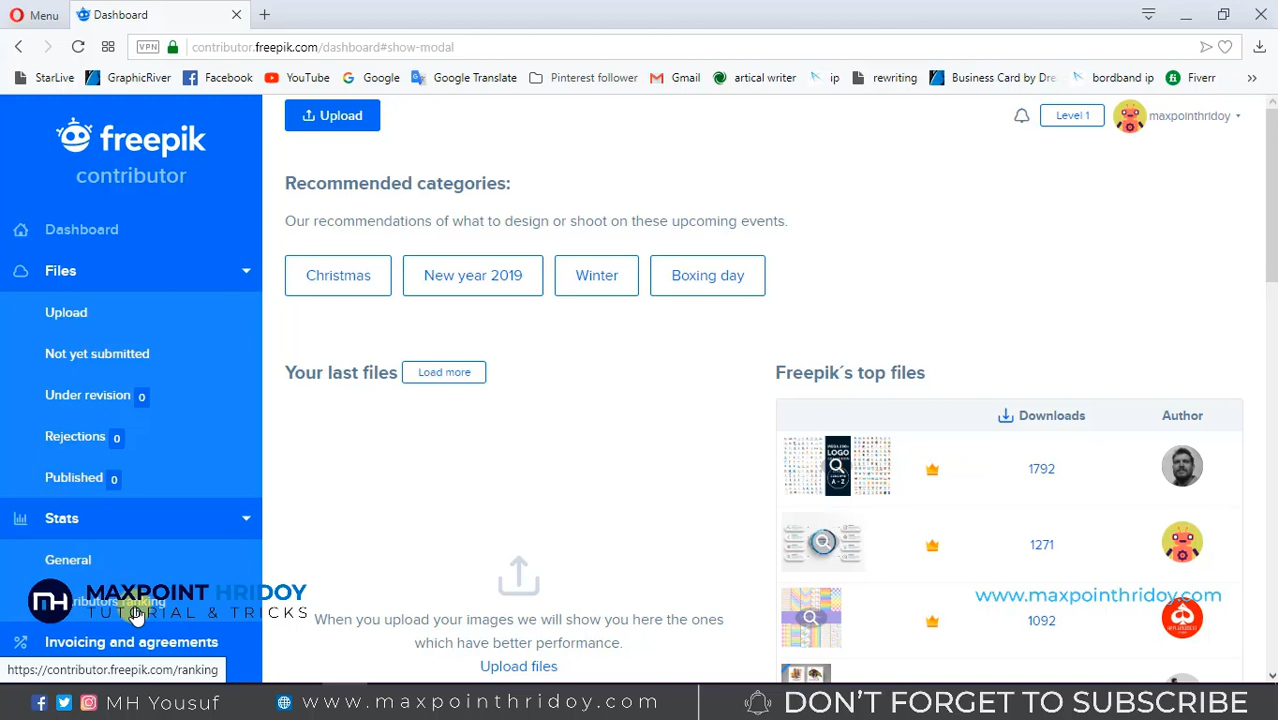 Menu
Dashboard
VPN
contributor.freepik.com/dashboard#show-modal
StarLive
GraphicRiver
Facebook
YouTube
Google
Google Translate
Pinterest follower
Gmail
artical writer
ip
rewriting
Business Card by Dre
bordband ip
Fiverr
freepik
contributor
Dashboard
Files
Upload
Not yet submitted
Under revision 0
Rejections 0
Published 0
Stats
General
ranking
Invoicing and agreements
https://contributor.freepik.com/ranking
Upload
Level 1
maxpointhridoy
Recommended categories:
Our recommendations of what to design or shoot on these upcoming events.
Christmas
New year 2019
Winter
Boxing day
Your last files
Load more
When you upload your images we will show you here the ones
which have better performance.
Upload files
Freepik´s top files
Downloads
Author
LOGO
A - Z
1792
1271
1092
MAXPOINT HRIDOY
TUTORIAL & TRICKS
www.maxpointhridoy.com
MH Yousuf
www.maxpointhridoy.com
DON'T FORGET TO SUBSCRIBE